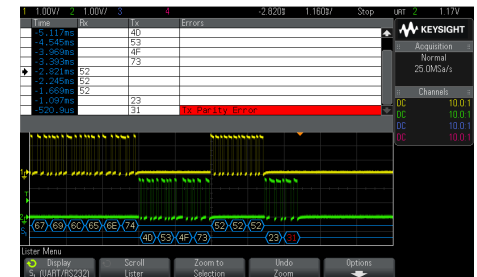 1 1.00V/ 2 1.00V/ 3 4 -2.820s 1.160s/ Stop URT 2 1.17V
Time Rx Tx Errors
-5.117ms 4D
-4.545ms 53
-3.969ms 4F
-3.393ms 73
-2.821ms 52
-2.245ms 52
-1.669ms 52
-1.097ms 23
-520.9us 31 Tx Parity Error
KEYSIGHT
Acquisition
Normal
25.0MSa/s
Channels
DC 10.0:1
DC 10.0:1
DC 10.0:1
DC 10.0:1
67 69 6C 65 6E 74 52 52 52
4D 53 4F 73 23 31
Lister Menu
Display Scroll Zoom to Undo Options
S, (UART/RS232) Lister Selection Zoom